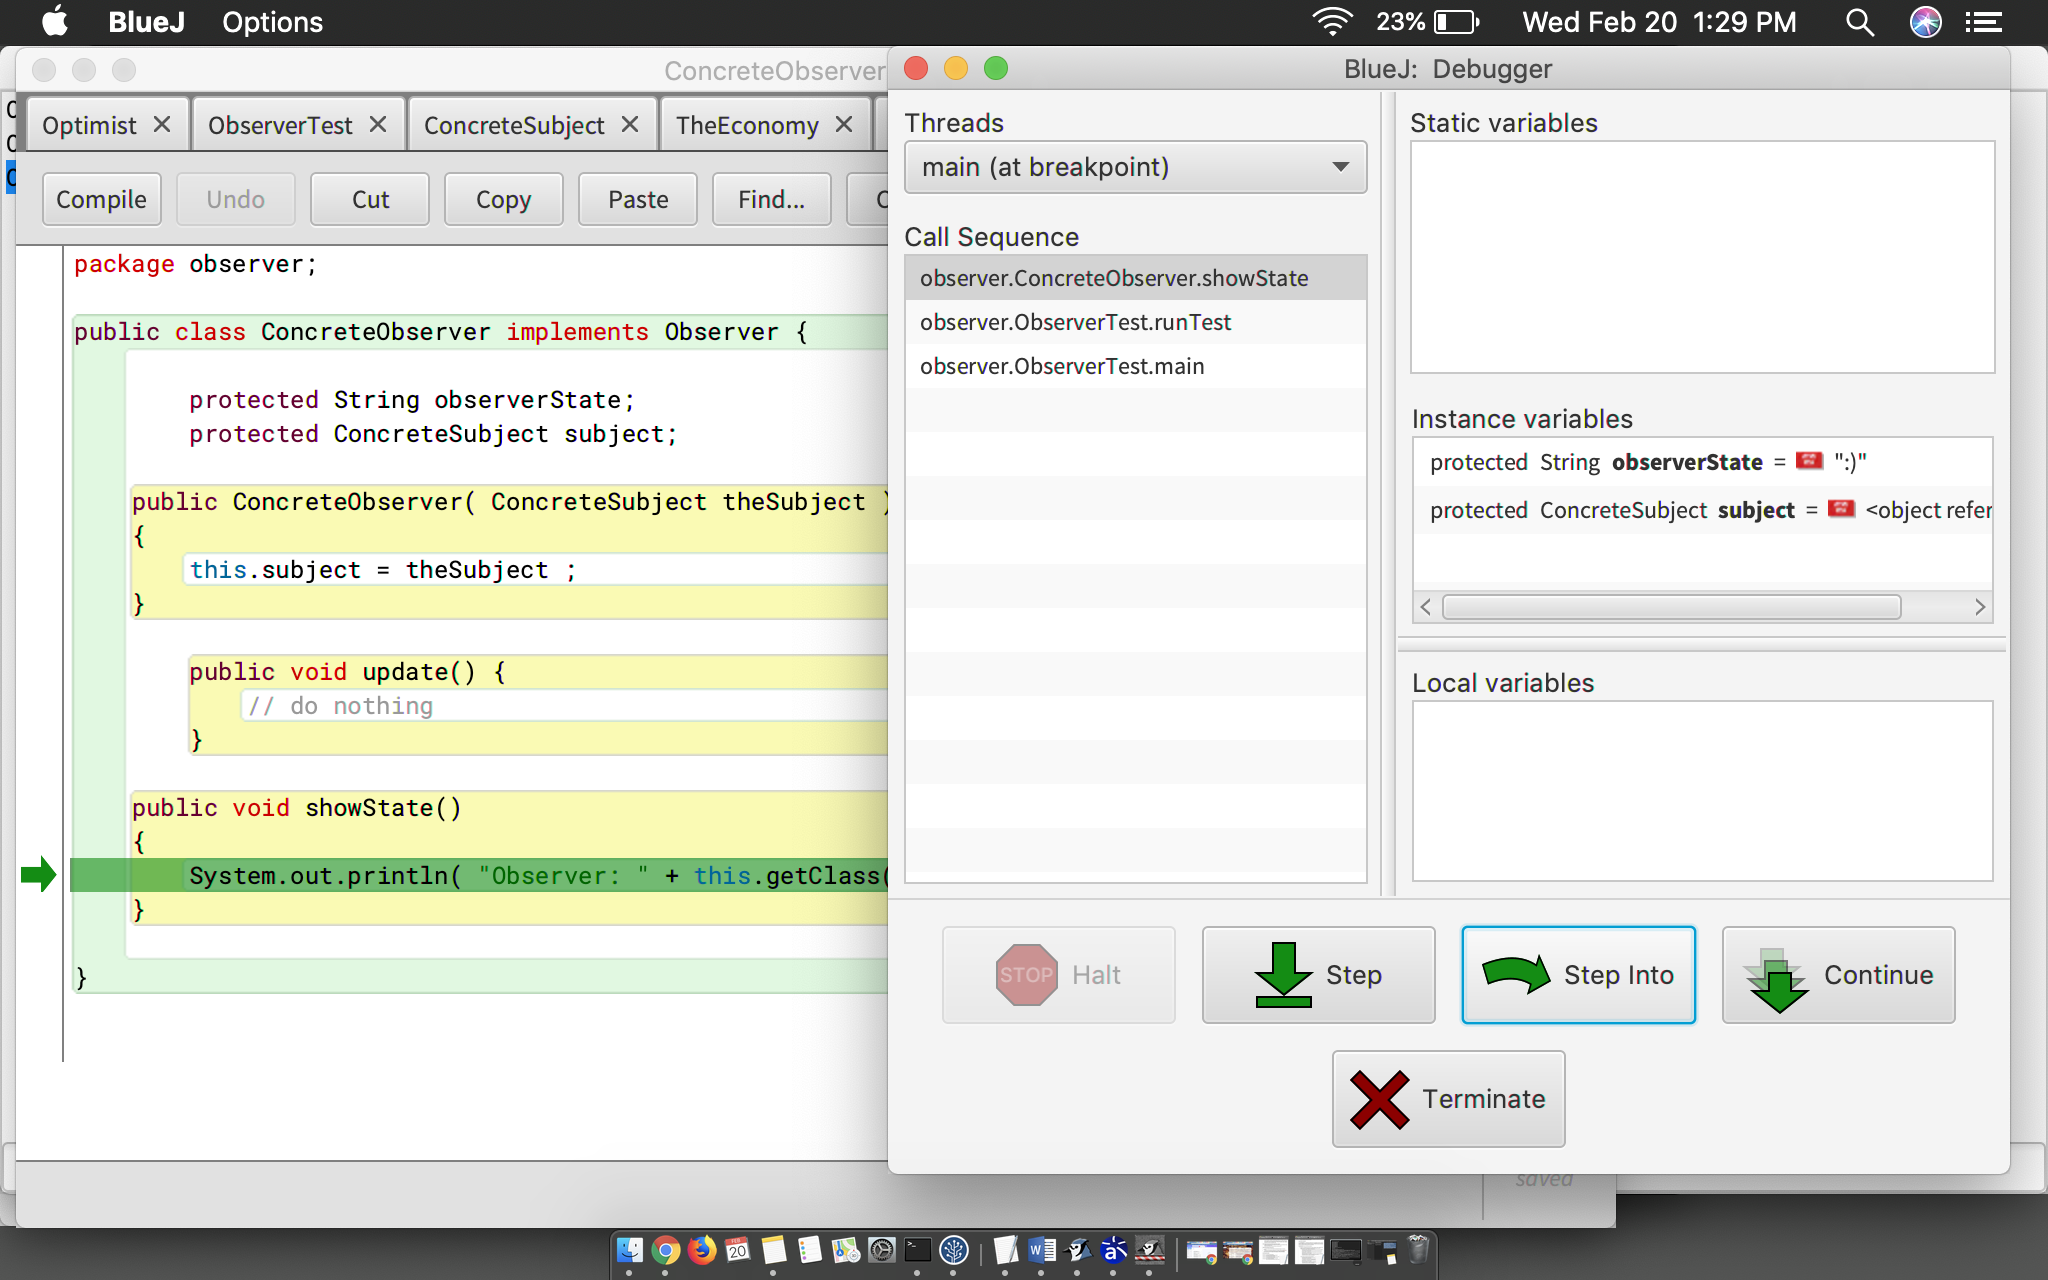 BlueJ Options 23% Wed Feb 20 1:29 PM
ConcreteObserver
Optimist ObserverTest ConcreteSubject TheEconomy
Compile Undo Cut Copy Paste Find...
package observer;
public class ConcreteObserver implements Observer {
protected String observerState;
protected ConcreteSubject subject;
public ConcreteObserver( ConcreteSubject theSubject )
{
this.subject = theSubject ;
}
public void update() {
// do nothing
}
public void showState()
{
System.out.println( "Observer: " + this.getClass(
}
}
saved
BlueJ: Debugger
Threads
main (at breakpoint)
Call Sequence
observer.ConcreteObserver.showState
observer.ObserverTest.runTest
observer.ObserverTest.main
Static variables
Instance variables
protected String observerState = ":)"
protected ConcreteSubject subject = <object refer
Local variables
STOP Halt
Step
Step Into
Continue
Terminate
FEB
20